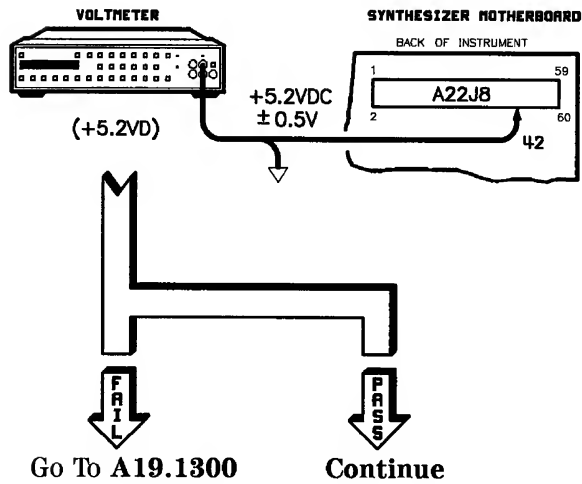 VOLTMETER
SYNTHESIZER MOTHERBOARD
BACK OF INSTRUMENT
1
59
A22J8
+5.2VDC
± 0.5V
(+5.2VD)
2
60
42
FAIL
PASS
Go To A19.1300
Continue